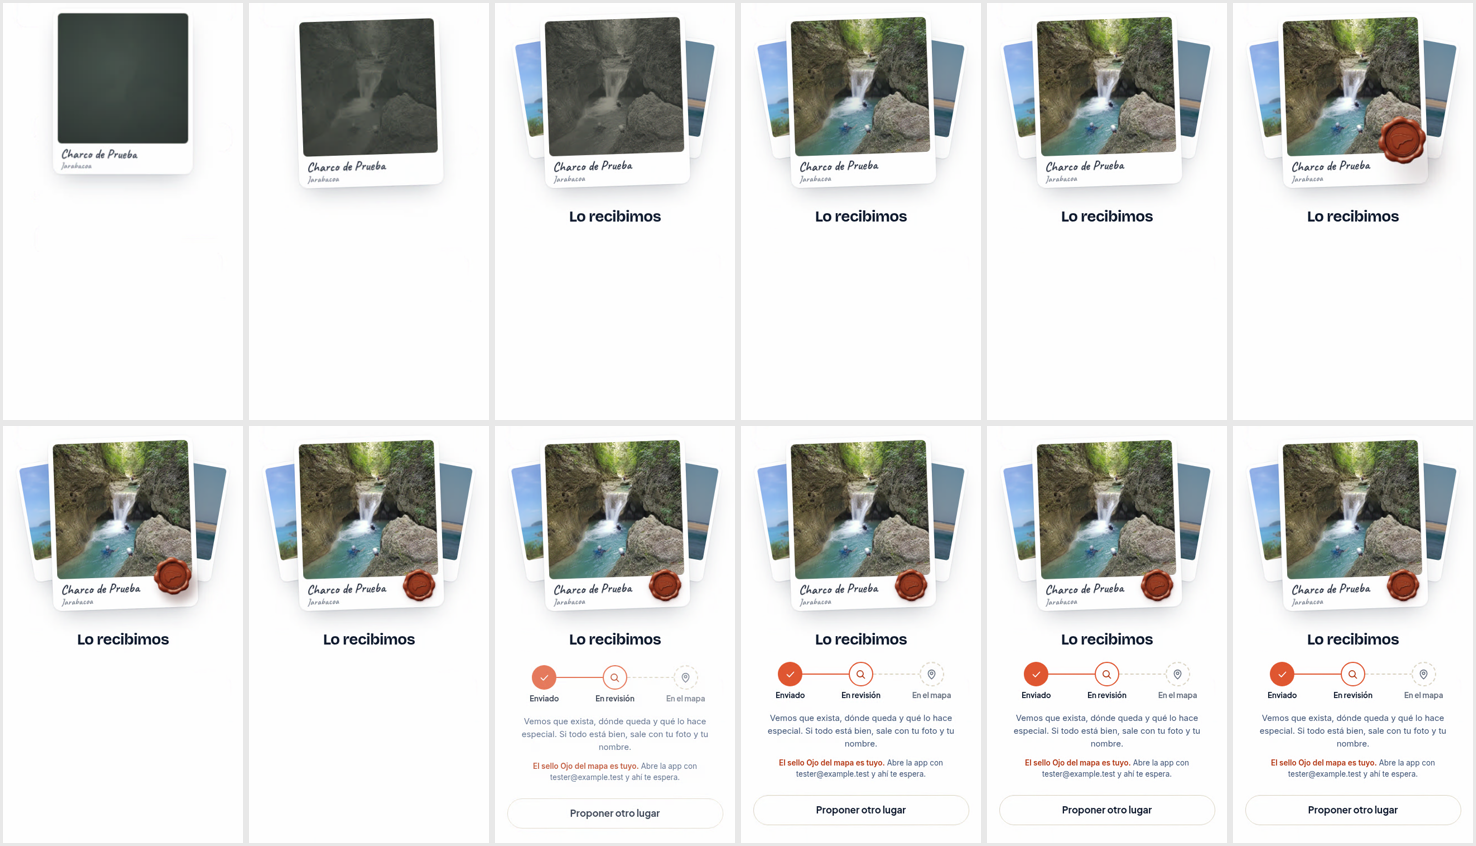 Charco de Prueba
Jarabacoa
Charco de Prueba
Jarabacoa
Charco de Prueba
Jarabacoa
Lo recibimos
Charco de Prueba
Jarabacoa
Lo recibimos
Charco de Prueba
Jarabacoa
Lo recibimos
Charco de Prueba
Jarabacoa
Lo recibimos
Charco de Prueba
Jarabacoa
Lo recibimos
Charco de Prueba
Jarabacoa
Lo recibimos
Charco de Prueba
Jarabacoa
Lo recibimos
Enviado En revisión En el mapa
Vemos que exista, dónde queda y qué lo hace
especial. Si todo está bien, sale con tu foto y tu
nombre.
El sello Ojo del mapa es tuyo. Abre la app con
tester@example.test y ahí te espera.
Proponer otro lugar
Charco de Prueba
Jarabacoa
Lo recibimos
Enviado En revisión En el mapa
Vemos que exista, dónde queda y qué lo hace
especial. Si todo está bien, sale con tu foto y tu
nombre.
El sello Ojo del mapa es tuyo. Abre la app con
tester@example.test y ahí te espera.
Proponer otro lugar
Charco de Prueba
Jarabacoa
Lo recibimos
Enviado En revisión En el mapa
Vemos que exista, dónde queda y qué lo hace
especial. Si todo está bien, sale con tu foto y tu
nombre.
El sello Ojo del mapa es tuyo. Abre la app con
tester@example.test y ahí te espera.
Proponer otro lugar
Charco de Prueba
Jarabacoa
Lo recibimos
Enviado En revisión En el mapa
Vemos que exista, dónde queda y qué lo hace
especial. Si todo está bien, sale con tu foto y tu
nombre.
El sello Ojo del mapa es tuyo. Abre la app con
tester@example.test y ahí te espera.
Proponer otro lugar